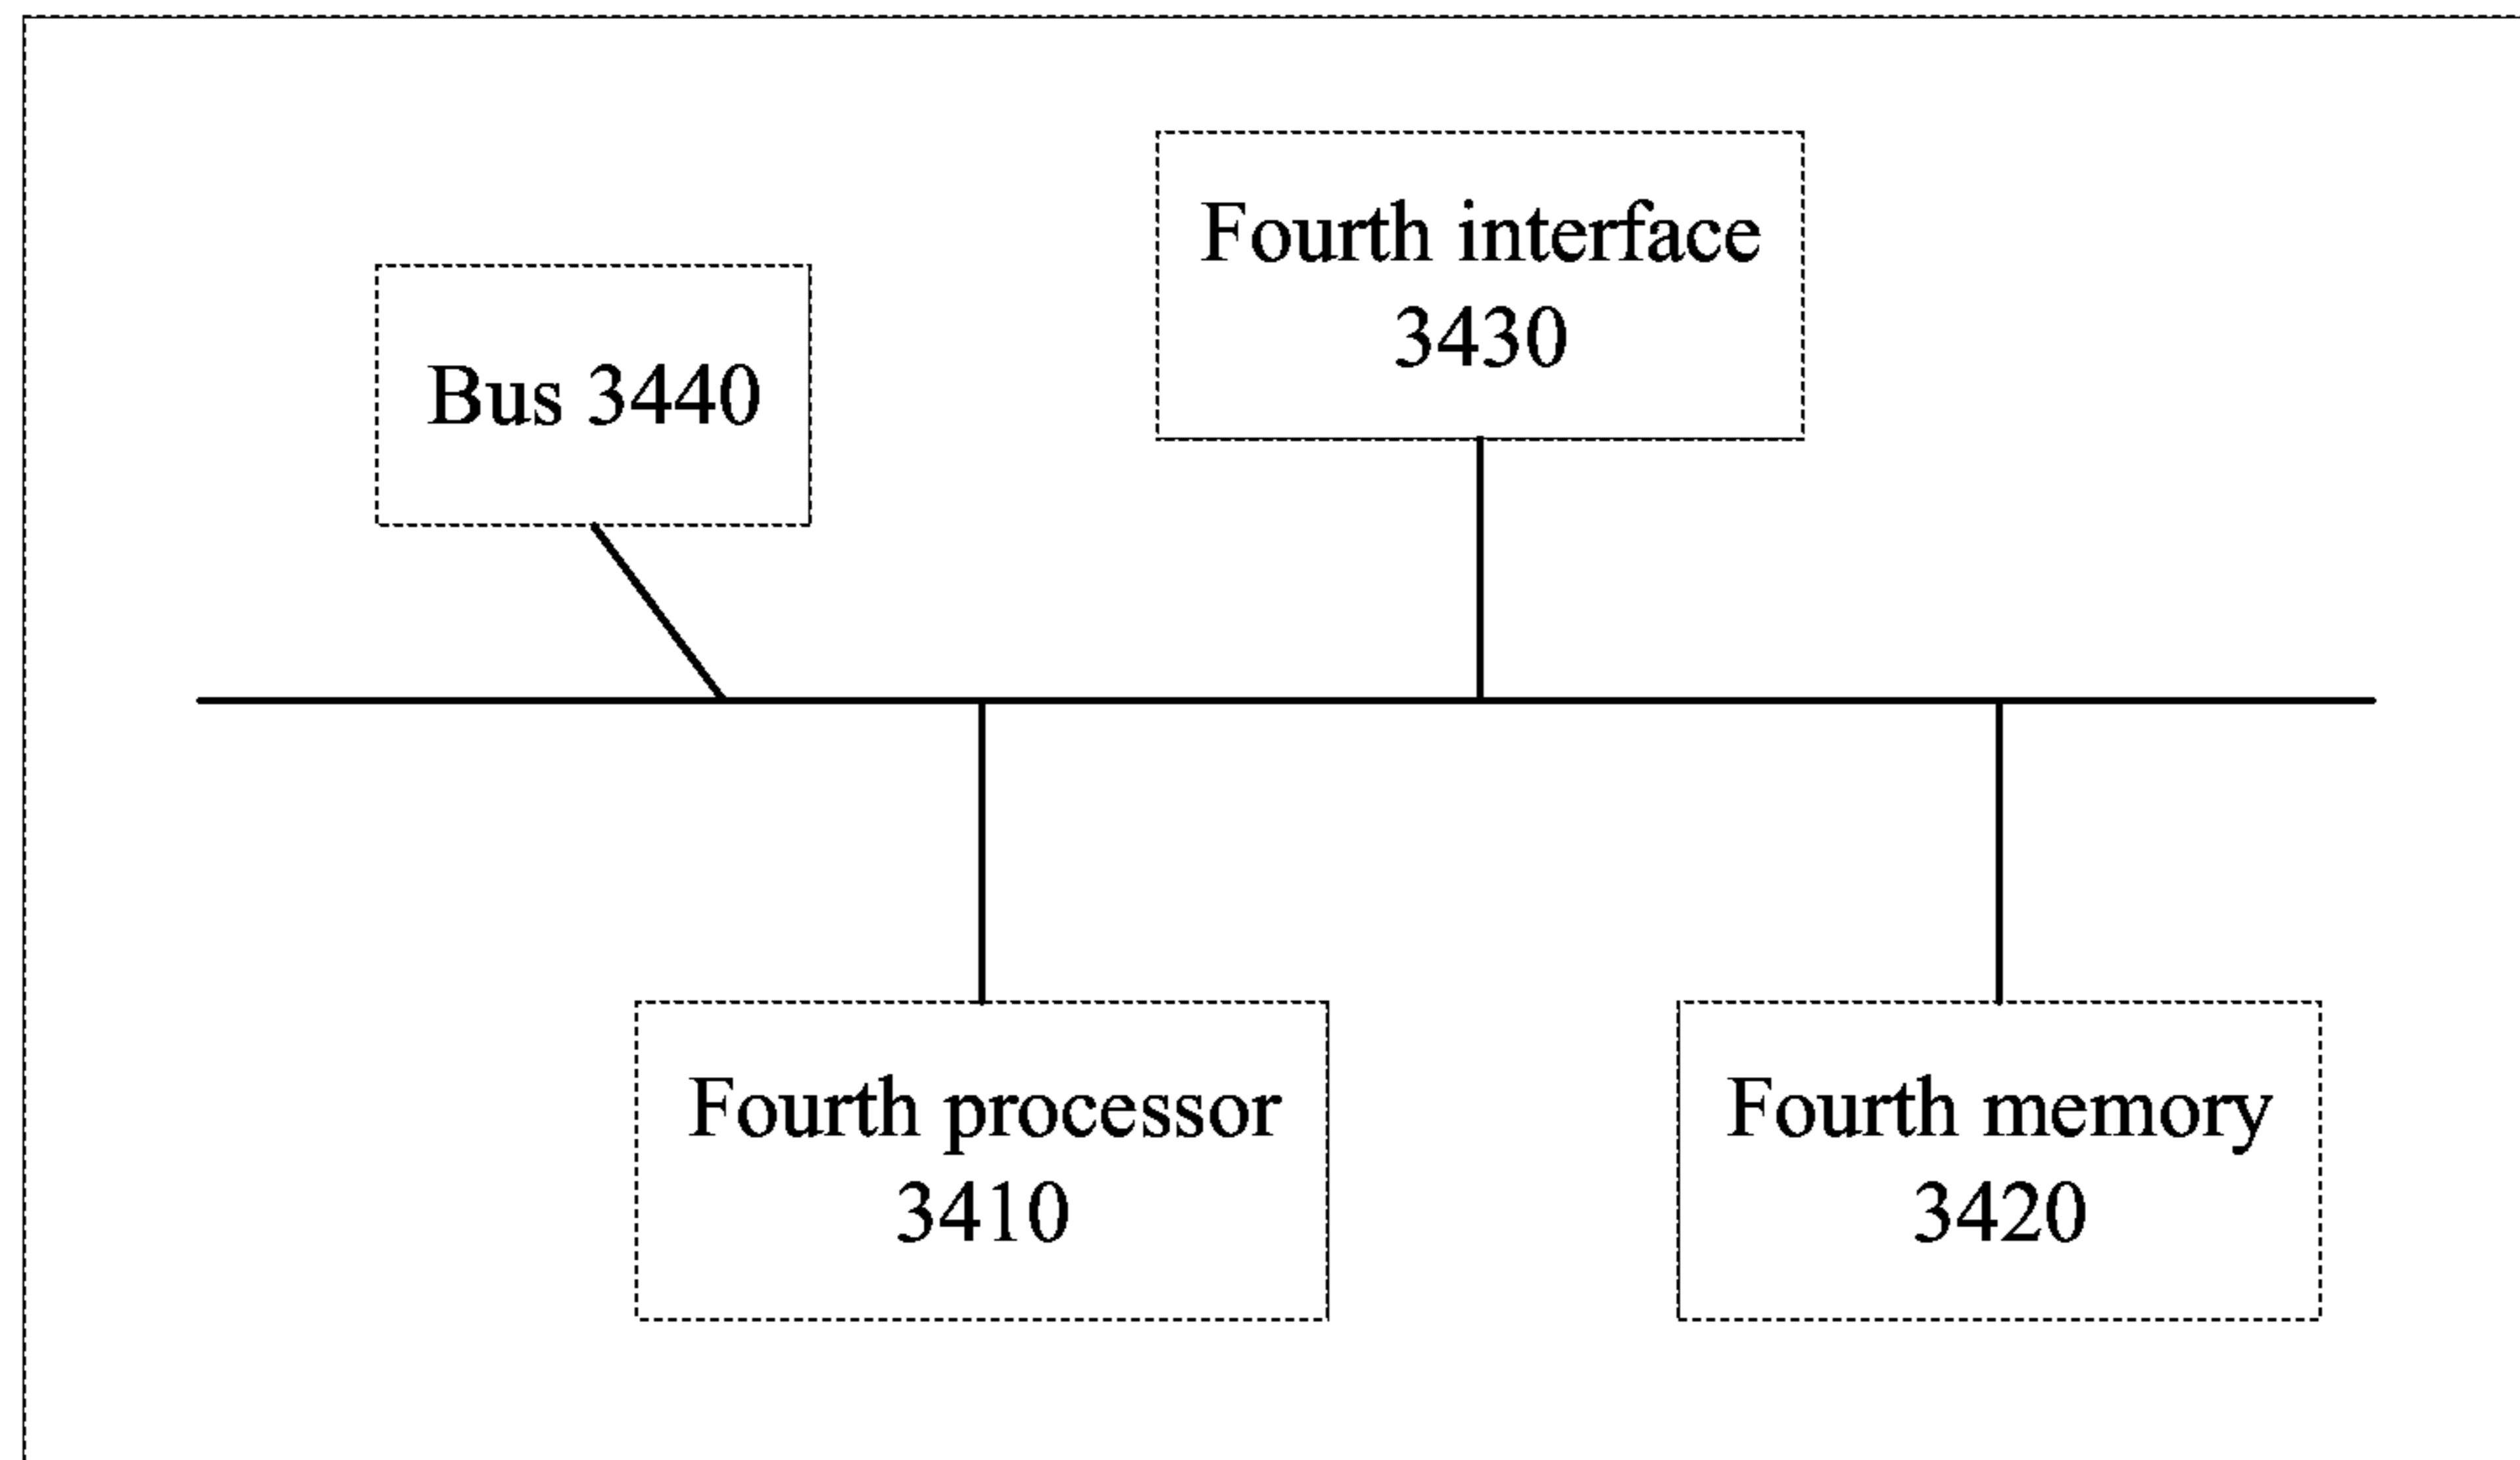 Fourth interface
3430
Bus 3440
Fourth processor
3410
Fourth memory
3420